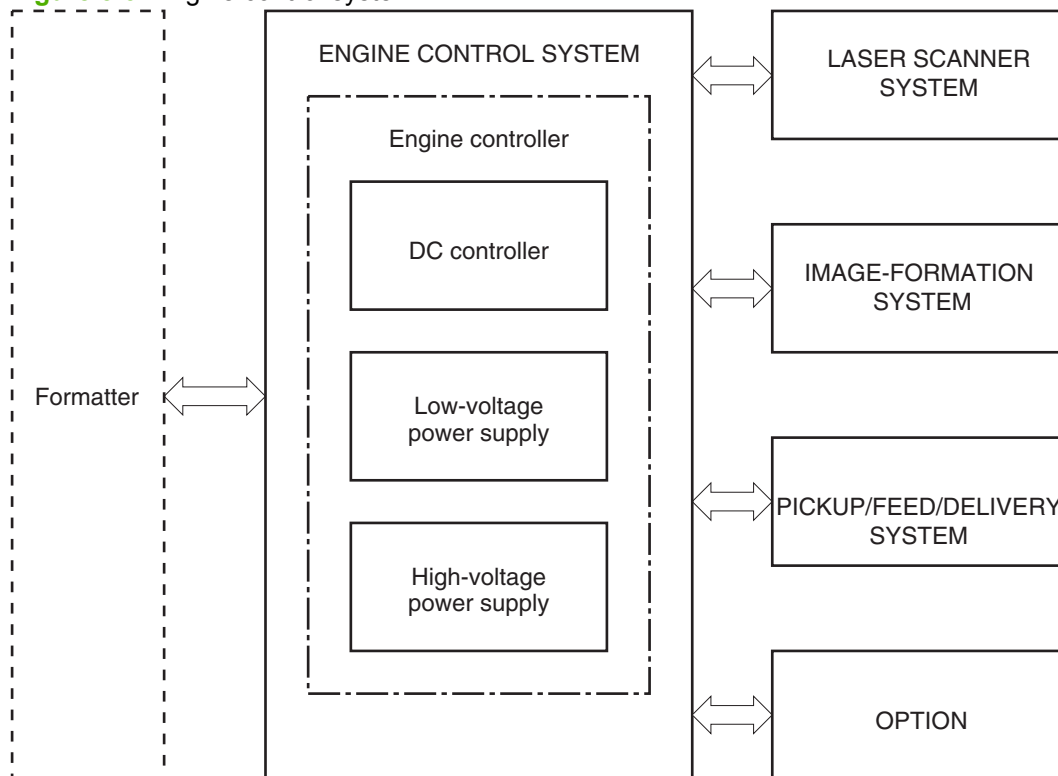 Formatter
ENGINE CONTROL SYSTEM
Engine controller
DC controller
Low-voltage
power supply
High-voltage
power supply
LASER SCANNER
SYSTEM
IMAGE-FORMATION
SYSTEM
PICKUP/FEED/DELIVERY
SYSTEM
OPTION